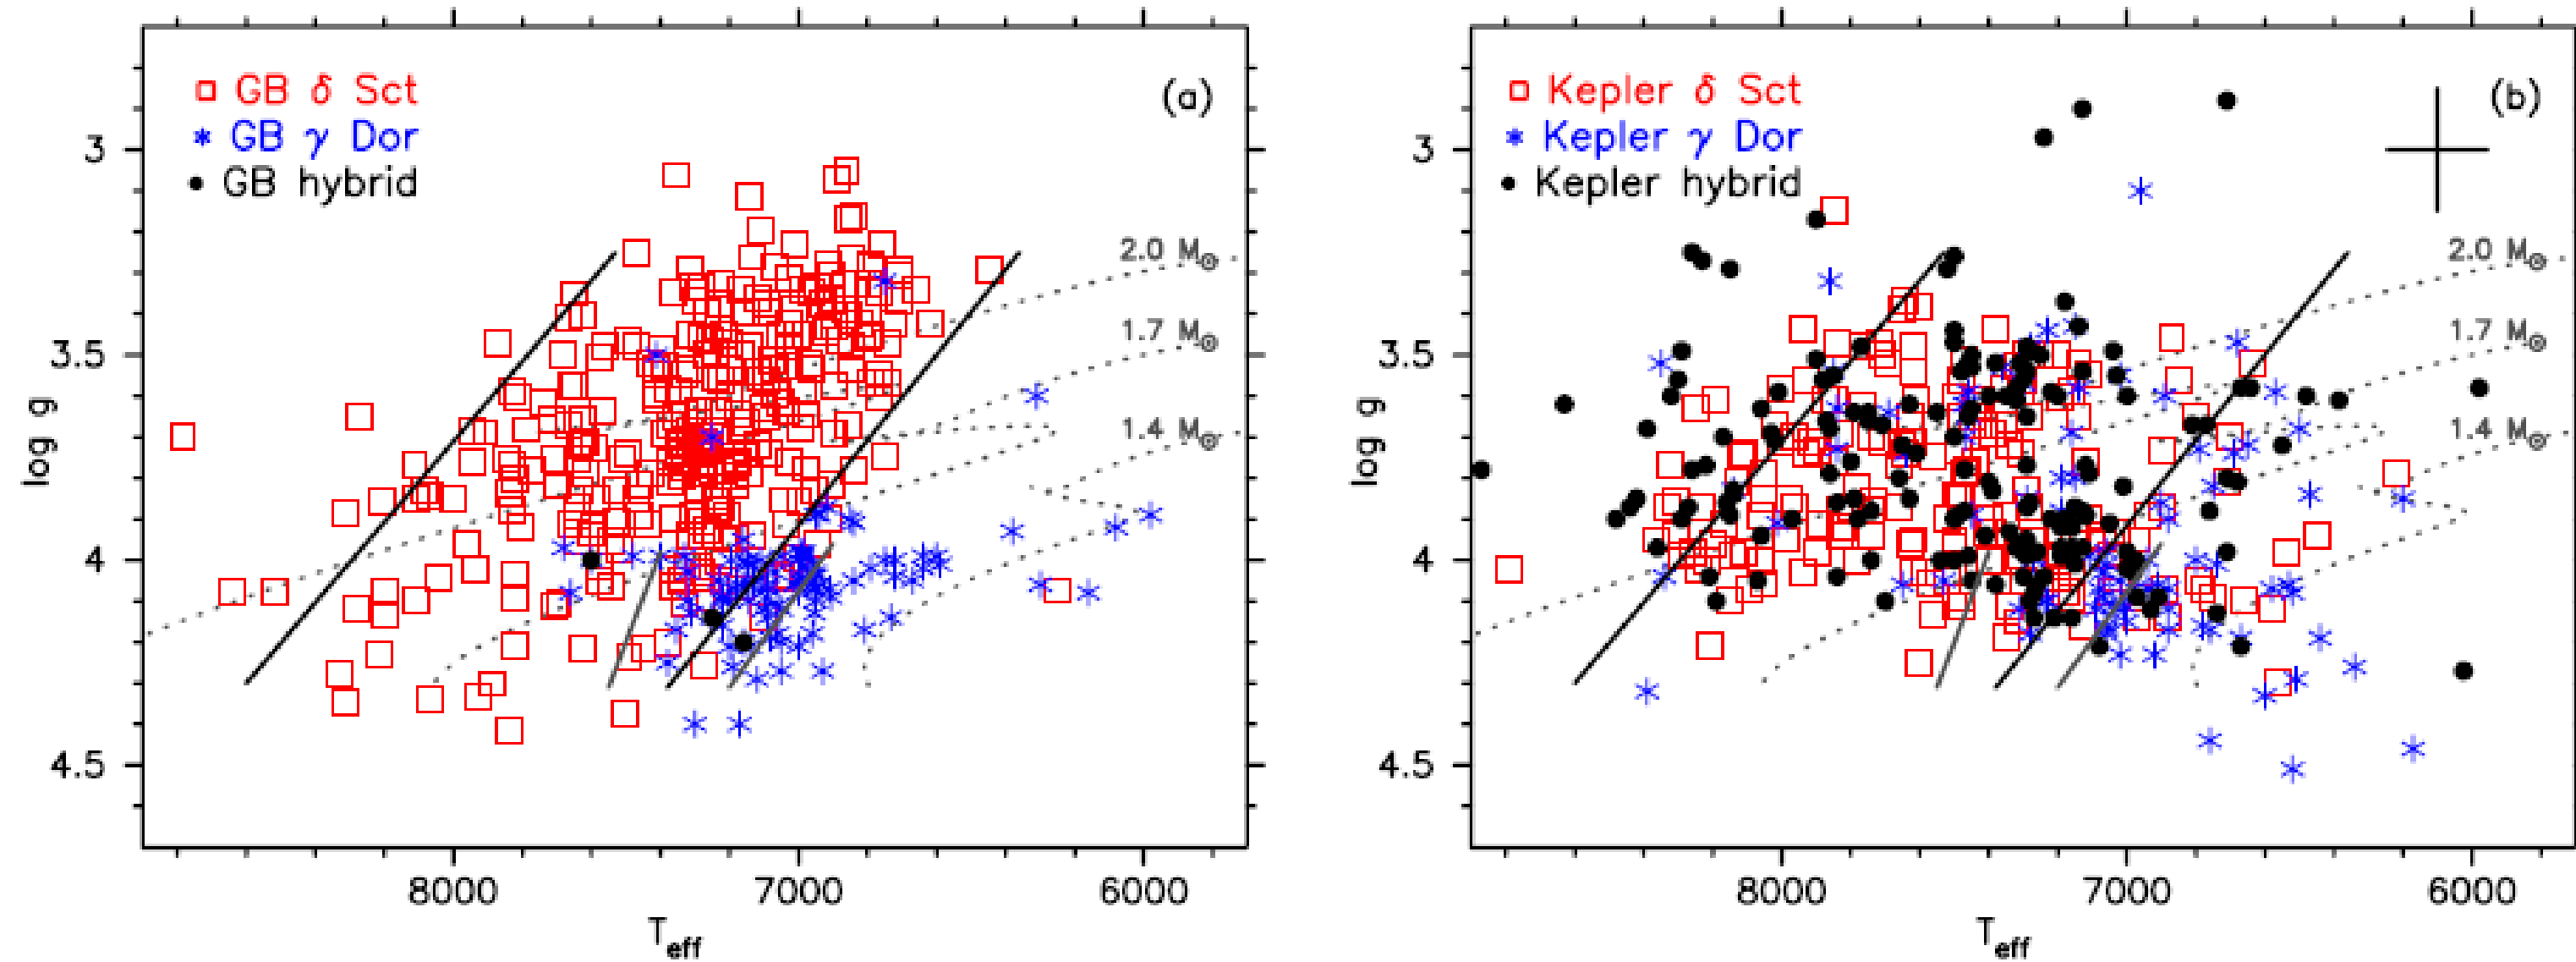 GB δ Sct
GB γ Dor
GB hybrid
(a)
2.0 M⊙
1.7 M⊙
1.4 M⊙
3
3.5
4
4.5
log g
8000 7000 6000
Teff
Kepler δ Sct
Kepler γ Dor
Kepler hybrid
(b)
2.0 M⊙
1.7 M⊙
1.4 M⊙
3
3.5
4
4.5
log g
8000 7000 6000
Teff